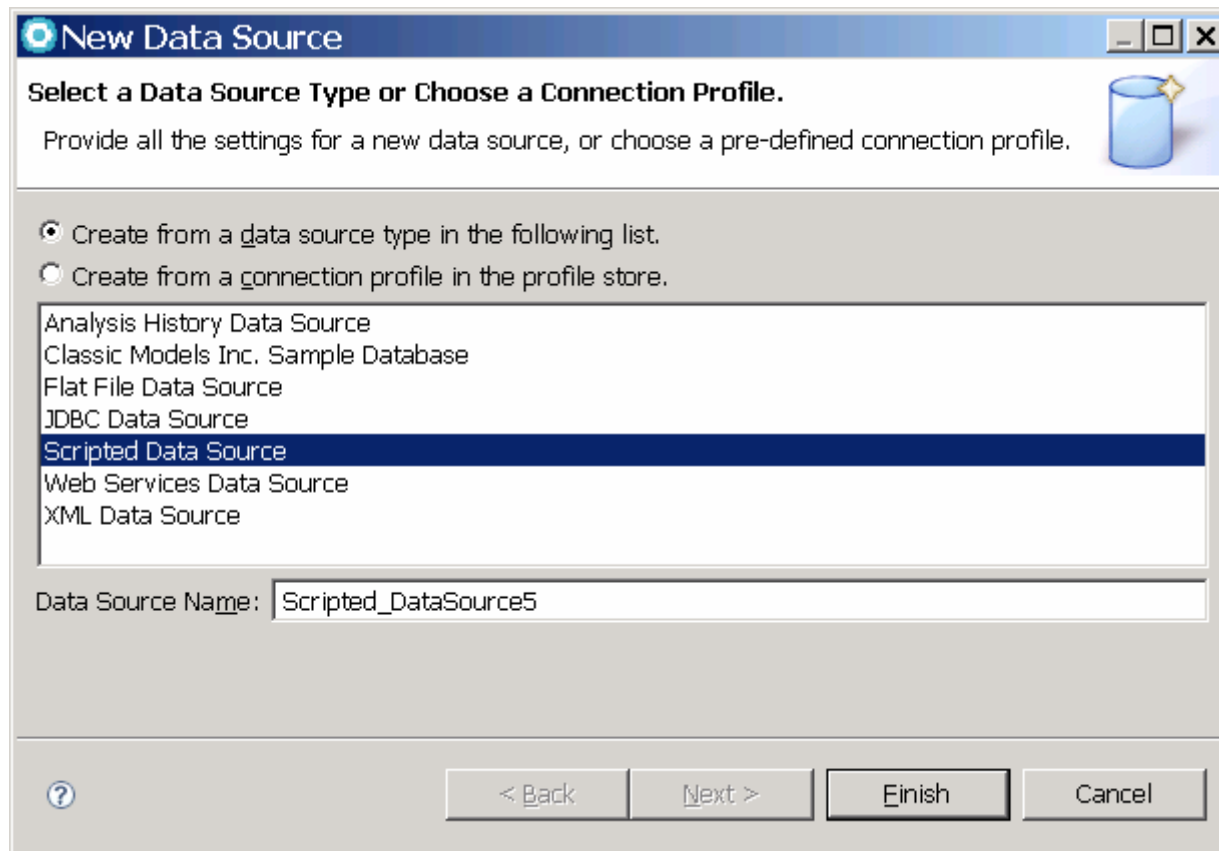 New Data Source
Select a Data Source Type or Choose a Connection Profile.
Provide all the settings for a new data source, or choose a pre-defined connection profile.
Create from a data source type in the following list.
Create from a connection profile in the profile store.
Analysis History Data Source
Classic Models Inc. Sample Database
Flat File Data Source
JDBC Data Source
Scripted Data Source
Web Services Data Source
XML Data Source
Data Source Name: Scripted_DataSource5
? < Back Next > Finish Cancel